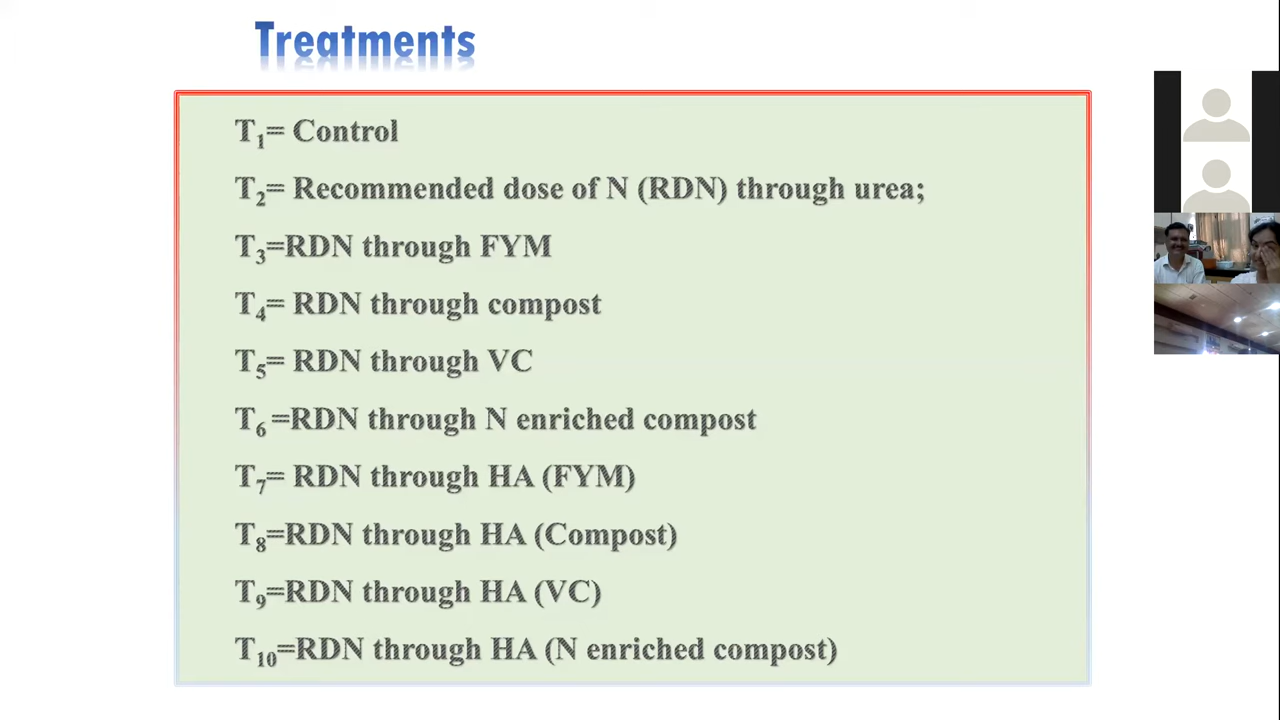 Treatments
T₁= Control
T₂= Recommended dose of N (RDN) through urea;
T₃=RDN through FYM
T₄= RDN through compost
T₅= RDN through VC
T₆ =RDN through N enriched compost
T₇= RDN through HA (FYM)
T₈=RDN through HA (Compost)
T₉=RDN through HA (VC)
T₁₀=RDN through HA (N enriched compost)